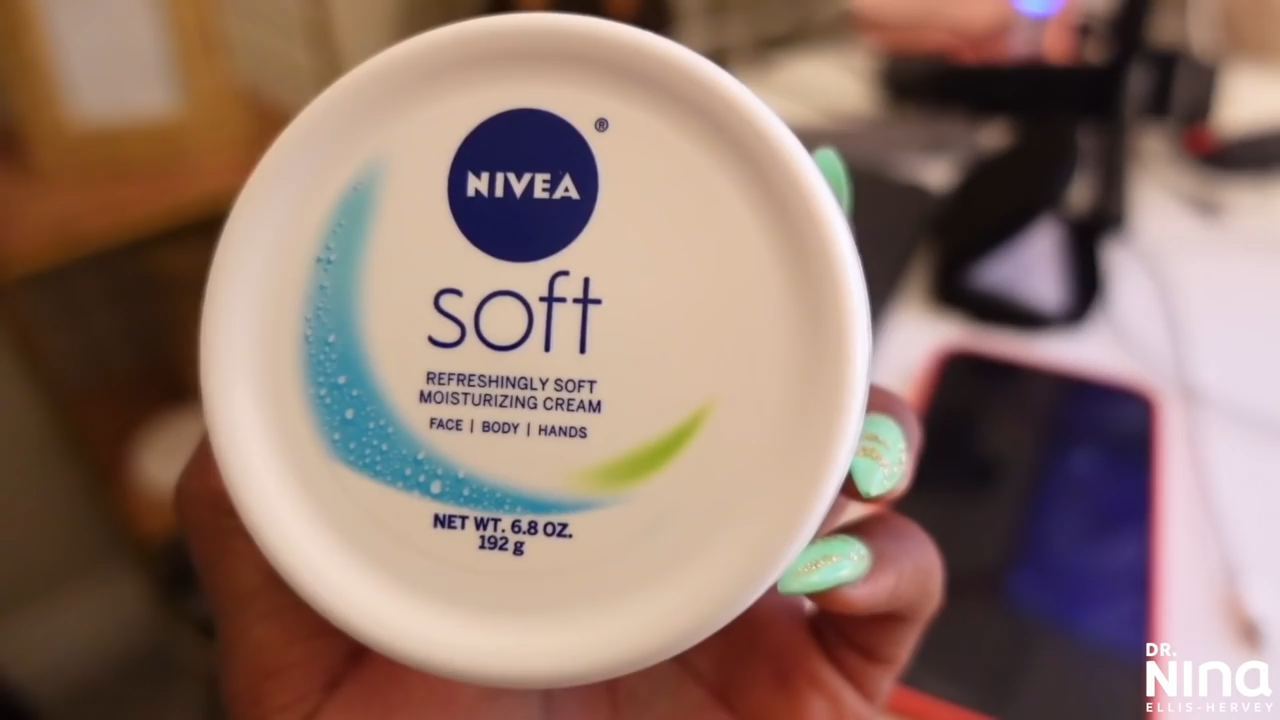 NIVEA®
soft
REFRESHINGLY SOFT
MOISTURIZING CREAM
FACE | BODY | HANDS
NET WT. 6.8 OZ.
192 g
DR.
Nina
ELLIS-HERVEY